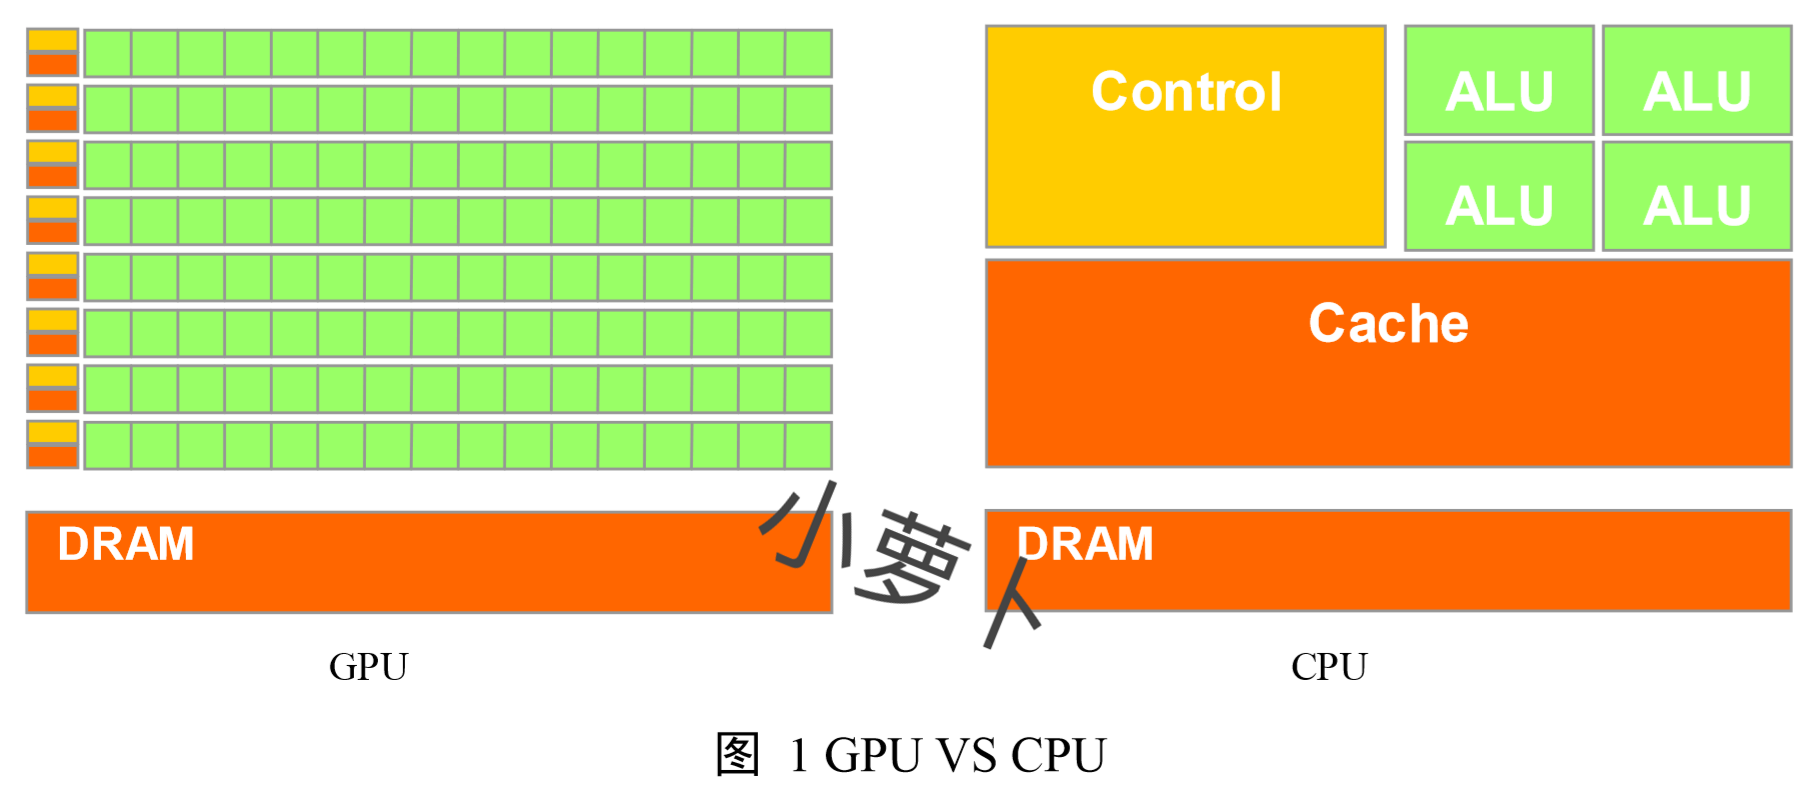 Control
ALU ALU
ALU ALU
Cache
DRAM
DRAM
小萝卜
GPU
CPU
图 1 GPU VS CPU